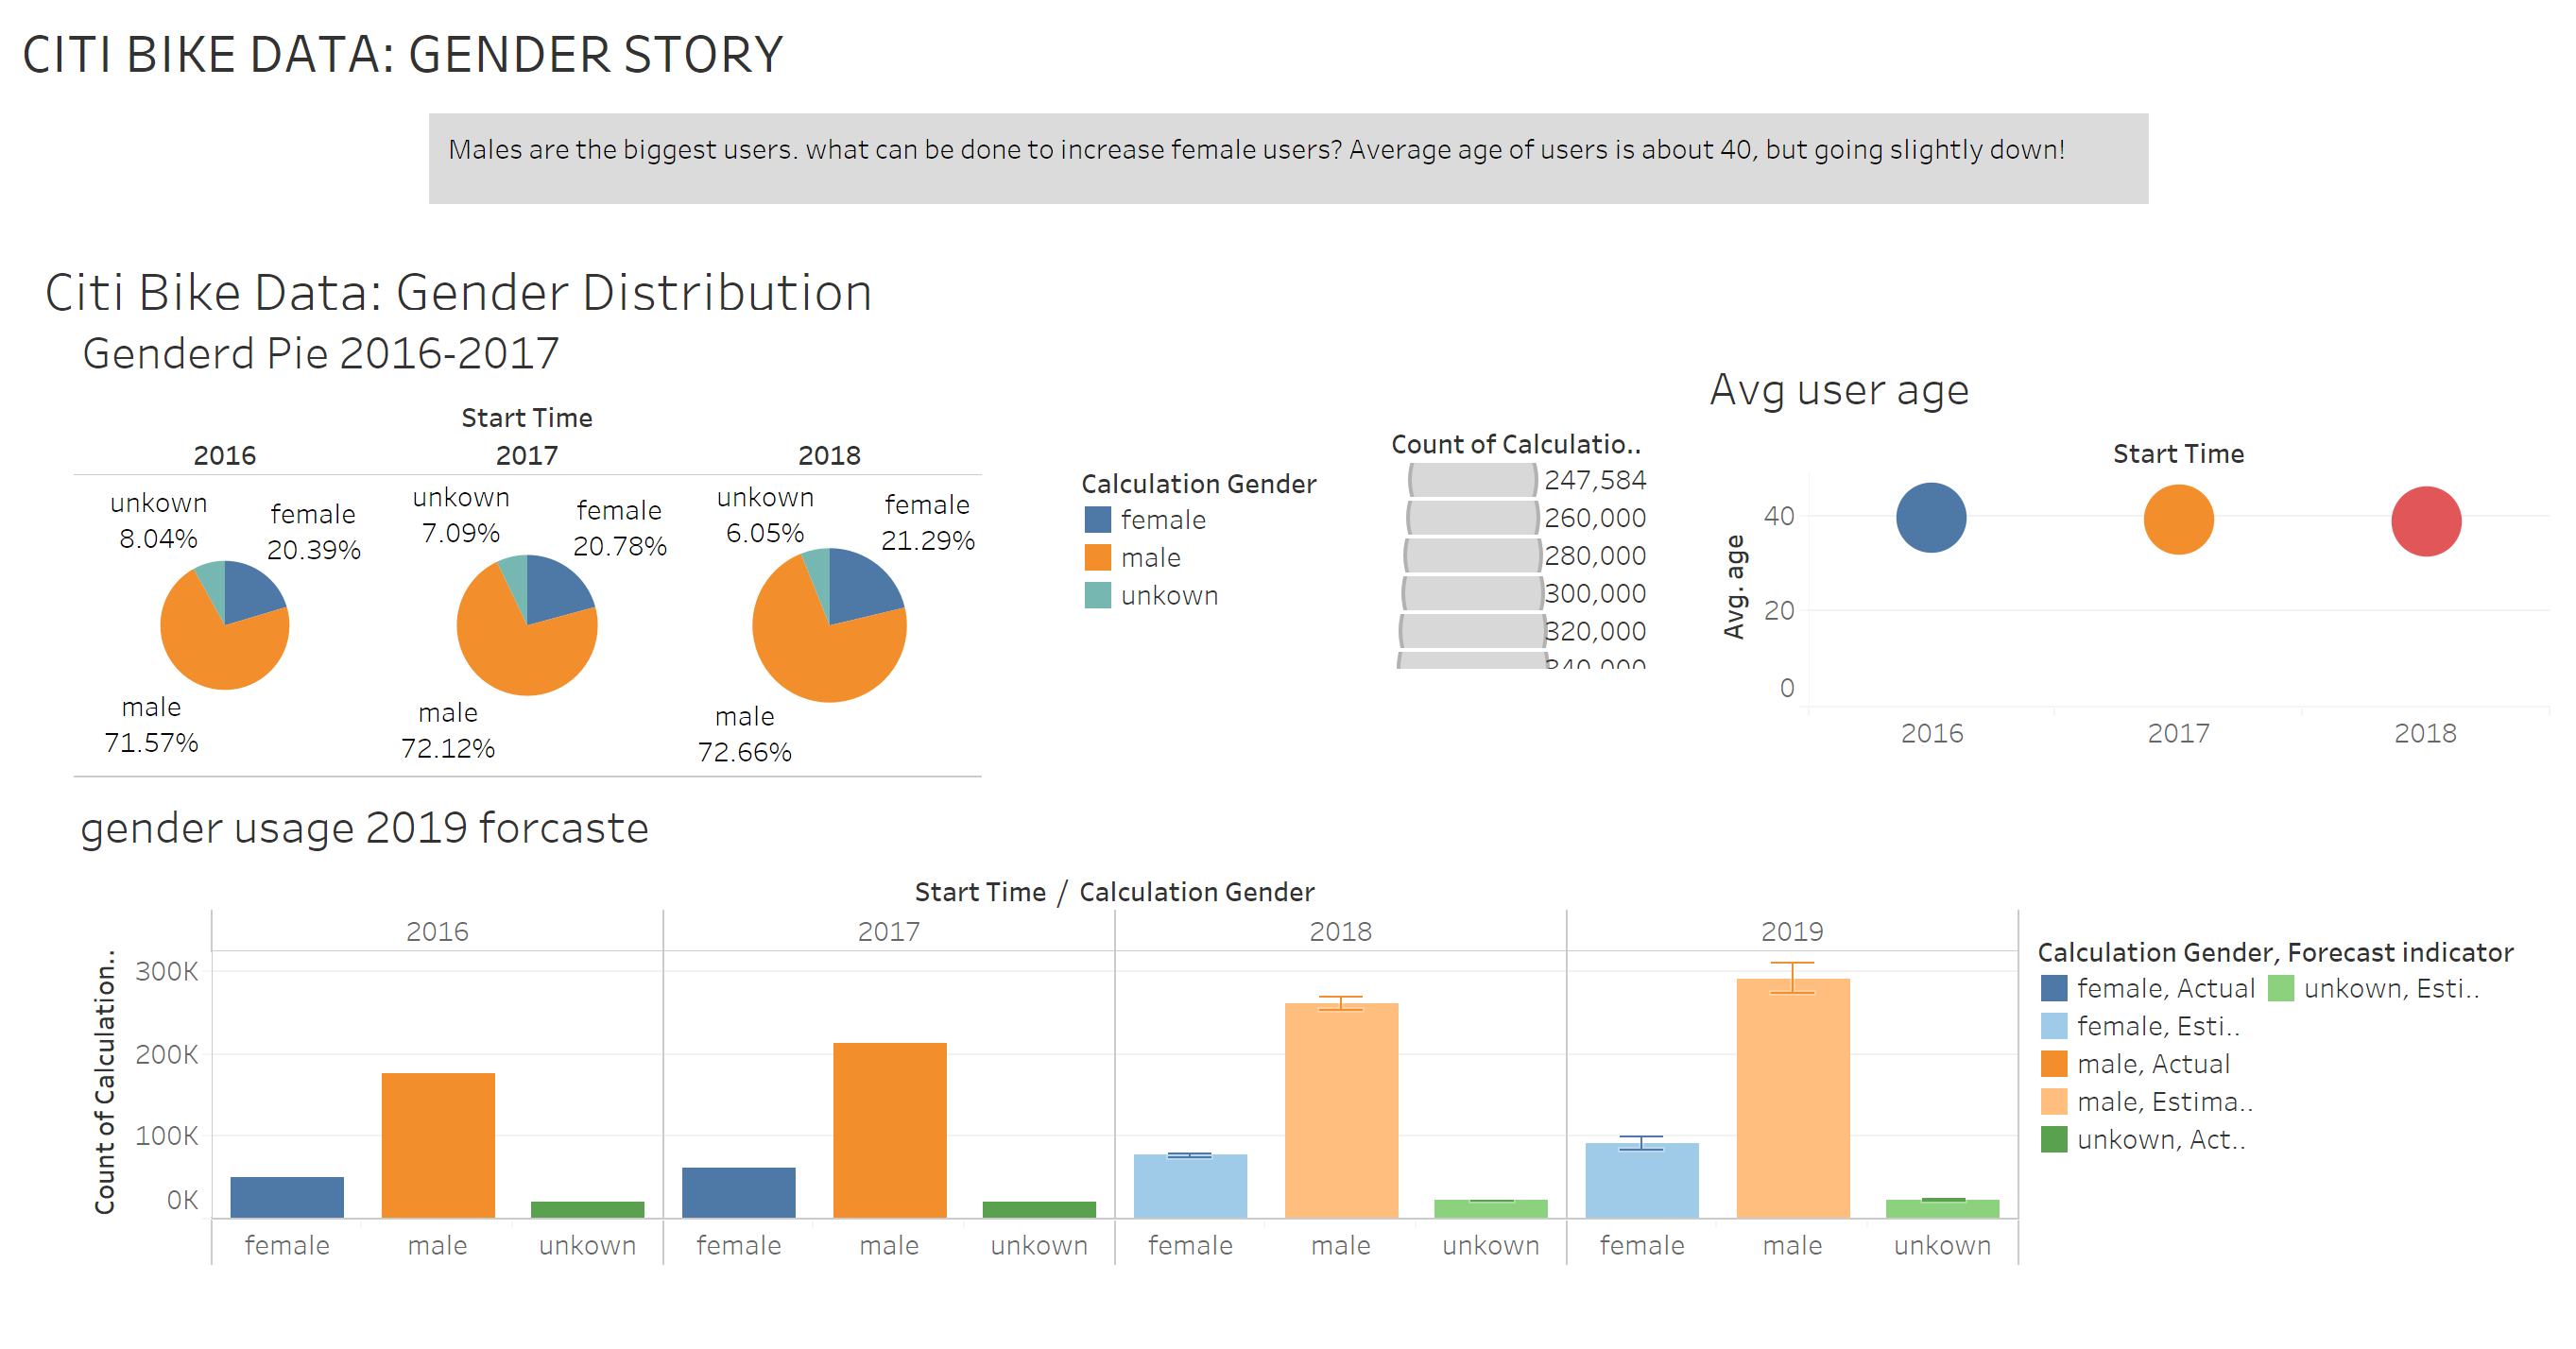 CITI BIKE DATA: GENDER STORY
Males are the biggest users. what can be done to increase female users? Average age of users is about 40, but going slightly down!
Citi Bike Data: Gender Distribution
Genderd Pie 2016-2017
Start Time
2016 2017 2018
unkown
8.04%
female
20.39%
male
71.57%
unkown
7.09%
female
20.78%
male
72.12%
unkown
6.05%
female
21.29%
male
72.66%
Calculation Gender
female
male
unkown
Count of Calculatio..
247,584
260,000
280,000
300,000
320,000
340,000
Avg user age
Start Time
Avg. age
40
20
0
2016 2017 2018
gender usage 2019 forcaste
Start Time / Calculation Gender
2016 2017 2018 2019
Count of Calculation..
300K
200K
100K
0K
female male unkown female male unkown female male unkown female male unkown
Calculation Gender, Forecast indicator
female, Actual unkown, Esti..
female, Esti..
male, Actual
male, Estima..
unkown, Act..